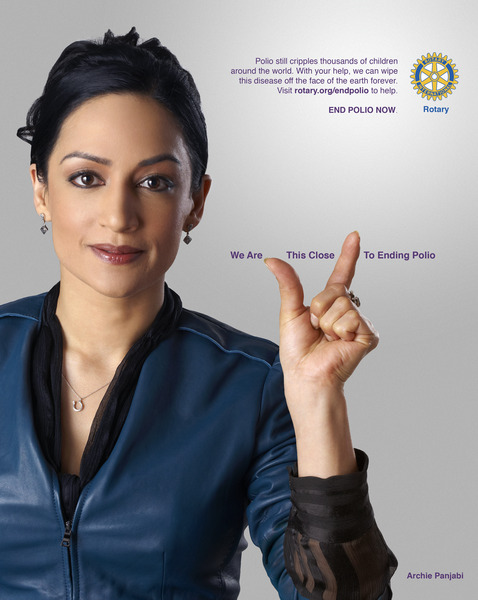 Polio still cripples thousands of children
around the world. With your help, we can wipe
this disease off the face of the earth forever.
Visit rotary.org/endpolio to help.
END POLIO NOW.
ROTARY
INTERNATIONAL
Rotary
We Are This Close To Ending Polio
Archie Panjabi